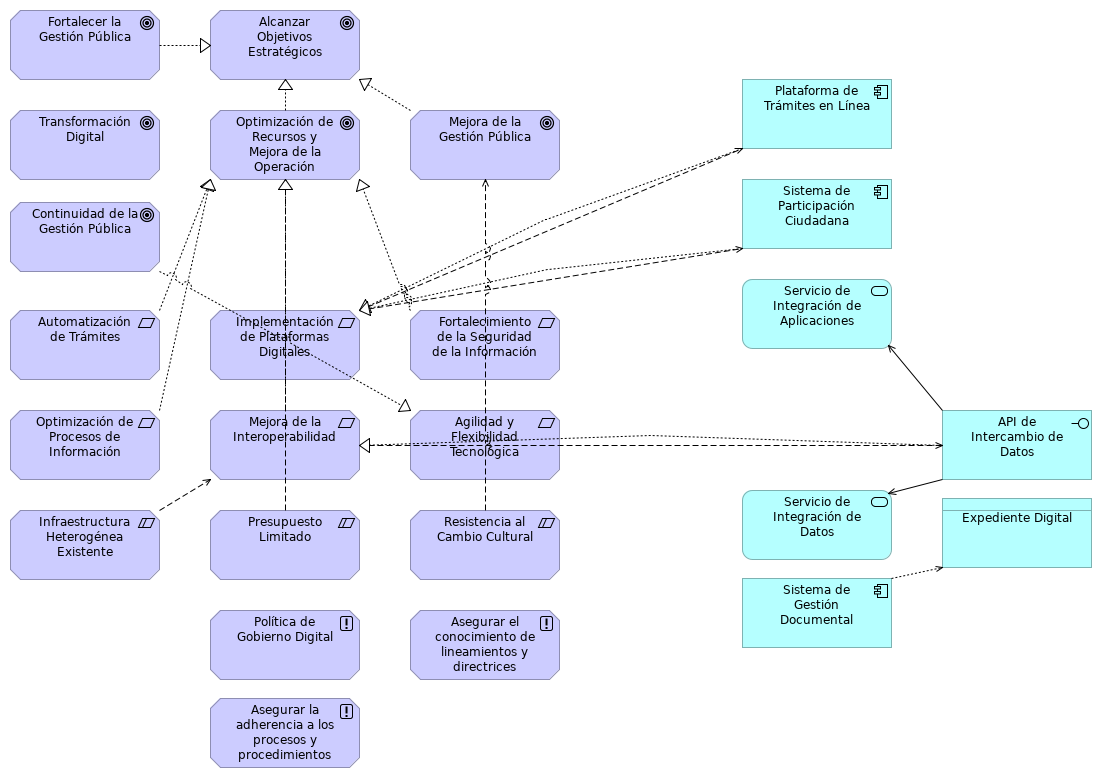 Fortalecer la
Gestión Pública
Alcanzar
Objetivos
Estratégicos
Plataforma de
Trámites en Línea
Transformación
Digital
Optimización de
Recursos y
Mejora de la
Operación
Mejora de la
Gestión Pública
Sistema de
Participación
Ciudadana
Continuidad de la
Gestión Pública
Servicio de
Integración de
Aplicaciones
Automatización
de Trámites
Implementación
de Plataformas
Digitales
Fortalecimiento
de la Seguridad
de la Información
Optimización de
Procesos de
Información
Mejora de la
Interoperabilidad
Agilidad y
Flexibilidad
Tecnológica
API de
Intercambio de
Datos
Servicio de
Integración de
Datos
Expediente Digital
Infraestructura
Heterogénea
Existente
Presupuesto
Limitado
Resistencia al
Cambio Cultural
Sistema de
Gestión
Documental
Política de
Gobierno Digital
Asegurar el
conocimiento de
lineamientos y
directrices
Asegurar la
adherencia a los
procesos y
procedimientos